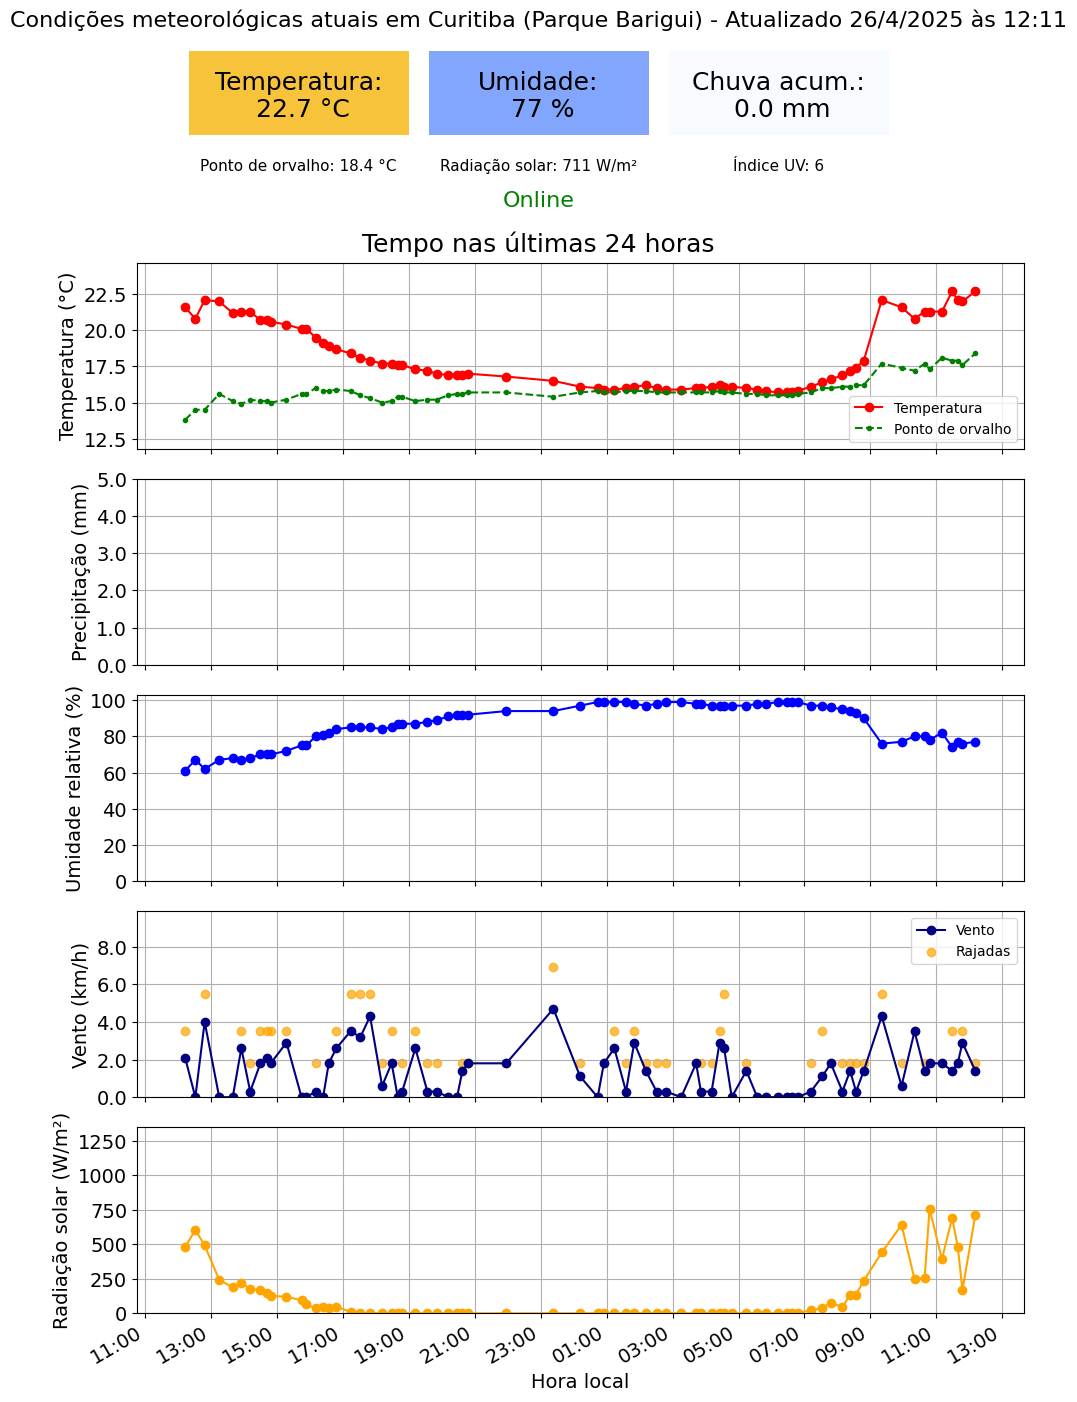 Condições meteorológicas atuais em Curitiba (Parque Barigui) - Atualizado 26/4/2025 às 12:11
Temperatura:
22.7 °C
Umidade:
77 %
Chuva acum.:
0.0 mm
Ponto de orvalho: 18.4 °C
Radiação solar: 711 W/m²
Índice UV: 6
Online
Tempo nas últimas 24 horas
Temperatura (°C)
22.5
20.0
17.5
15.0
12.5
Temperatura
Ponto de orvalho
Precipitação (mm)
5.0
4.0
3.0
2.0
1.0
0.0
Umidade relativa (%)
100
80
60
40
20
0
Vento (km/h)
8.0
6.0
4.0
2.0
0.0
Vento
Rajadas
Radiação solar (W/m²)
1250
1000
750
500
250
0
11:00
13:00
15:00
17:00
19:00
21:00
23:00
01:00
03:00
05:00
07:00
09:00
11:00
13:00
Hora local